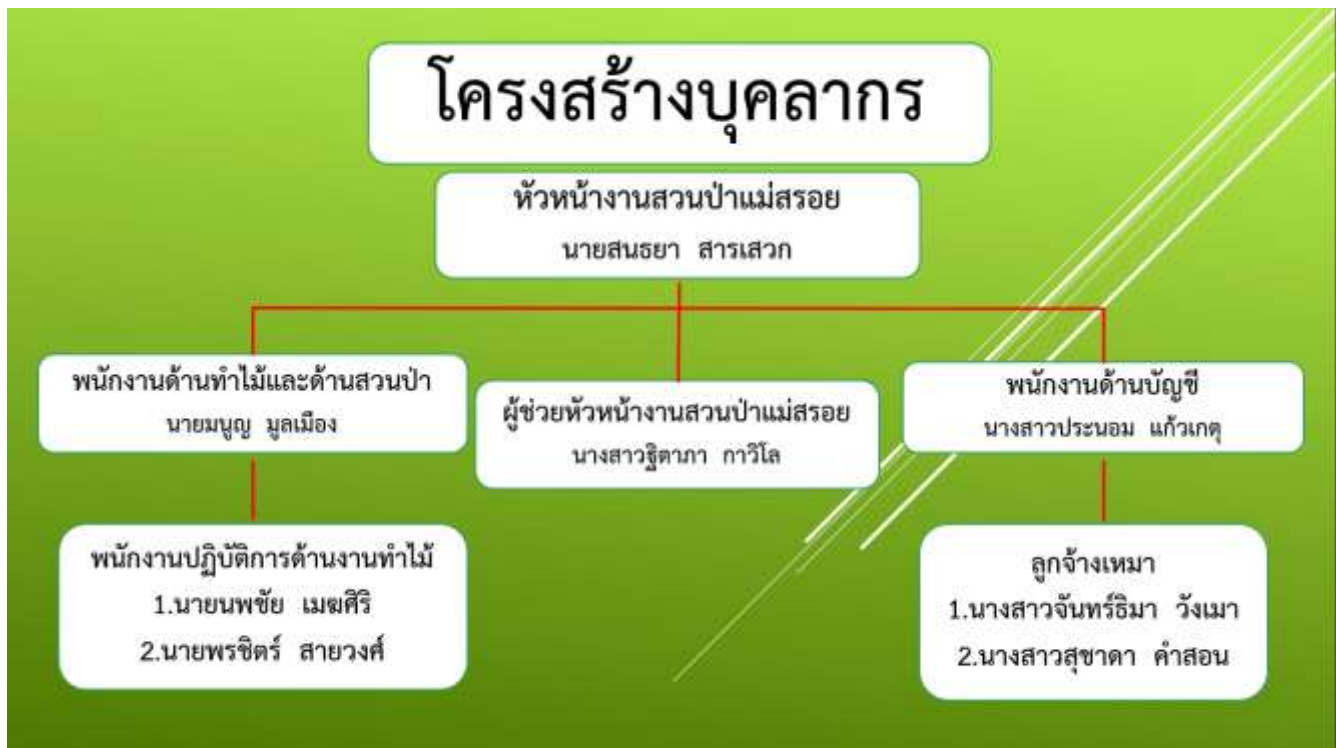 โครงสร้างบุคลากร
หัวหน้างานสวนป่าแม่สรอย
นายสนธยา สารเสวก
พนักงานด้านทำไม้และด้านสวนป่า
นายมนูญ มูลเมือง
ผู้ช่วยหัวหน้างานสวนป่าแม่สรอย
นางสาวฐิตาภา กาวิโล
พนักงานด้านบัญชี
นางสาวประนอม แก้วเกตุ
พนักงานปฏิบัติการด้านงานทำไม้
1.นายนพชัย เมฆศิริ
2.นายพรชิตร์ สายวงศ์
ลูกจ้างเหมา
1.นางสาวจันทร์ธิมา วังเมา
2.นางสาวสุชาดา คำสอน